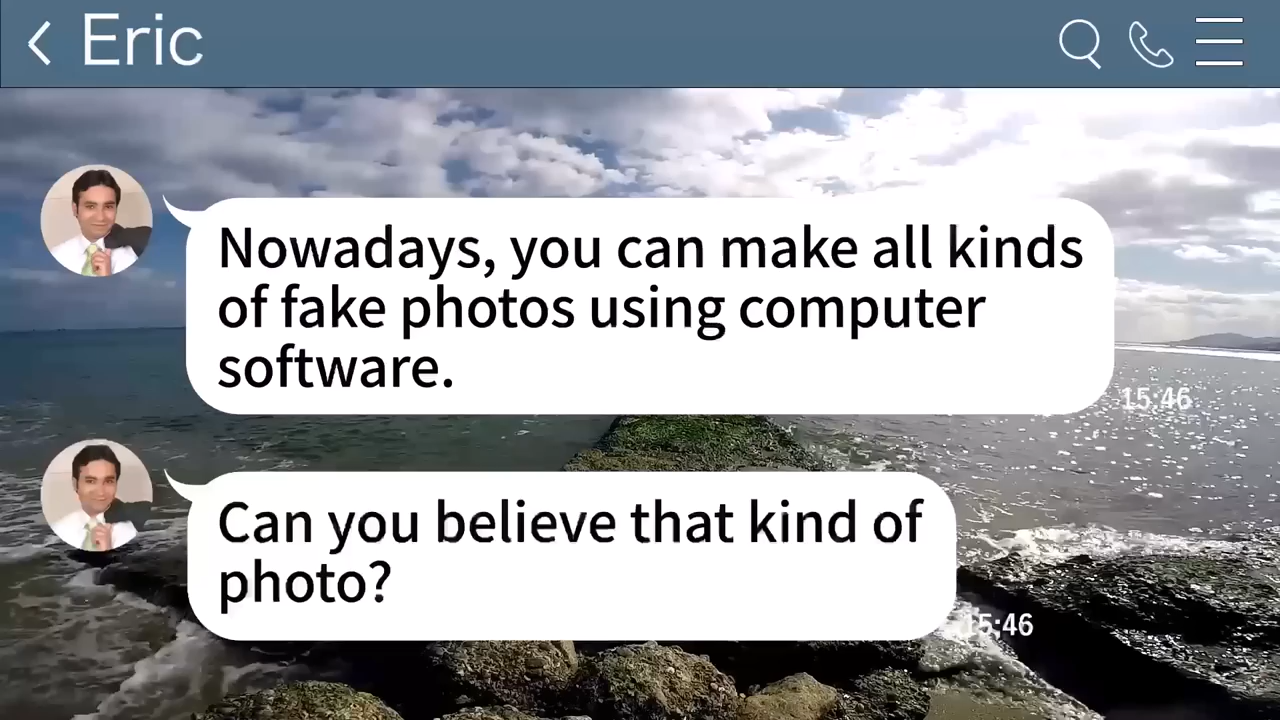 Eric
Nowadays, you can make all kinds
of fake photos using computer
software.
15:46
Can you believe that kind of
photo?
15:46